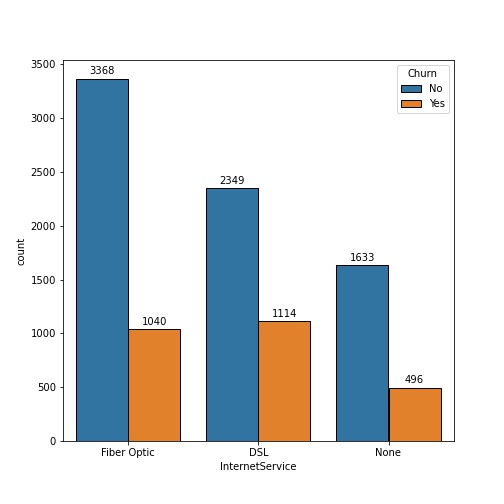 3500
3000
2500
2000
1500
1000
500
0
count
3368
1040
2349
1114
1633
496
Churn
No
Yes
Fiber Optic
DSL
None
InternetService